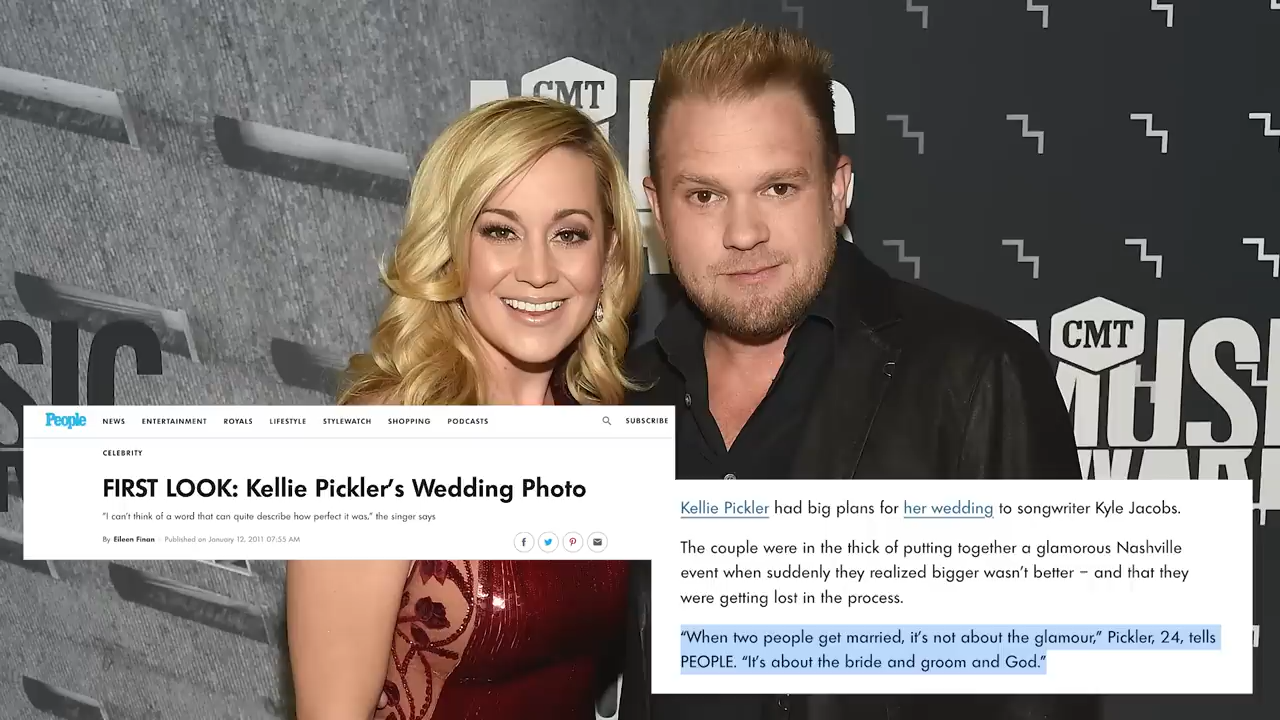 CMT
MUSIC
CMT
MUSIC
People NEWS ENTERTAINMENT ROYALS LIFESTYLE STYLEWATCH SHOPPING PODCASTS SUBSCRIBE
CELEBRITY
FIRST LOOK: Kellie Pickler's Wedding Photo
"I can't think of a word that can quite describe how perfect it was," the singer says
By Eileen Finan · Published on January 12, 2011 07:55 AM
Kellie Pickler had big plans for her wedding to songwriter Kyle Jacobs.
The couple were in the thick of putting together a glamorous Nashville
event when suddenly they realized bigger wasn't better – and that they
were getting lost in the process.
“When two people get married, it's not about the glamour,” Pickler, 24, tells
PEOPLE. “It's about the bride and groom and God.”